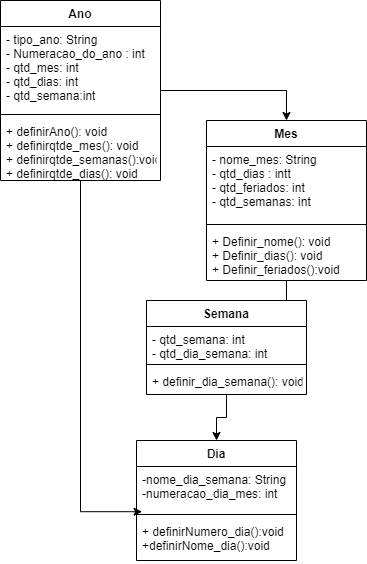 Ano
- tipo_ano: String
- Numeracao_do_ano : int
- qtd_mes: int
- qtd_dias: int
- qtd_semana:int
+ definirAno(): void
+ definirqtde_mes(): void
+ definirqtde_semanas():void
+ definirqtde_dias(): void
Mes
- nome_mes: String
- qtd_dias : intt
- qtd_feriados: int
- qtd_semanas: int
+ Definir_nome(): void
+ Definir_dias(): void
+ Definir_feriados():void
Semana
- qtd_semana: int
- qtd_dia_semana: int
+ definir_dia_semana(): void
Dia
-nome_dia_semana: String
-numeracao_dia_mes: int
+ definirNumero_dia():void
+definirNome_dia():void